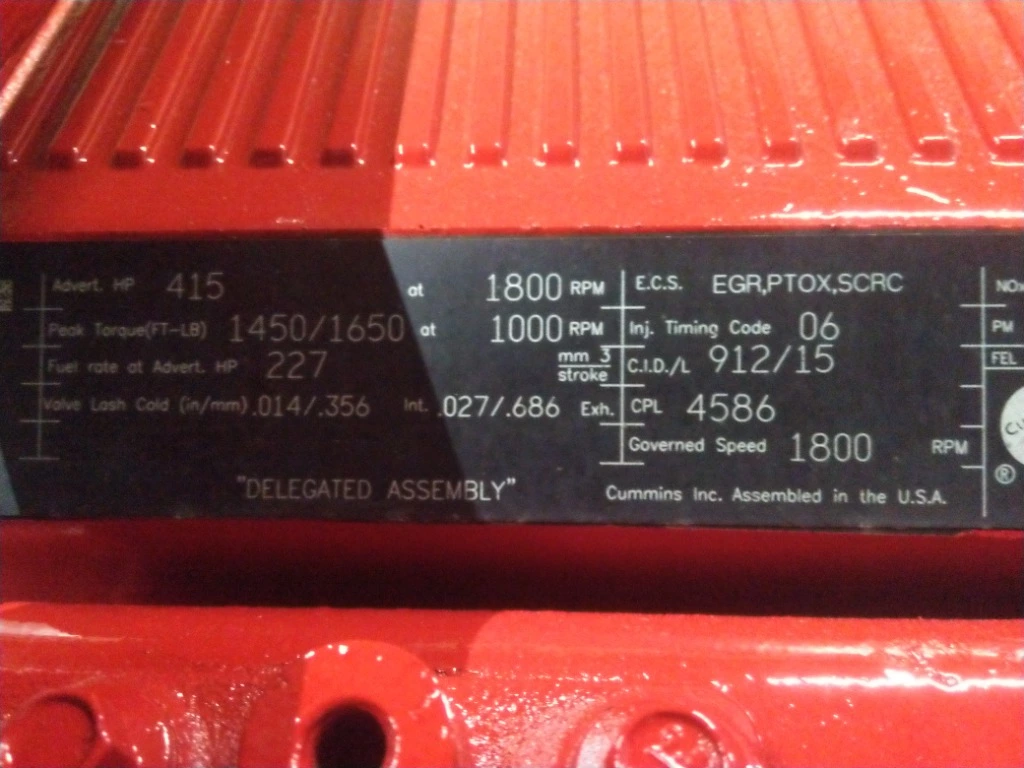 Advert. HP 415 at 1800 RPM
Peak Torque(FT-LB) 1450/1650 at 1000 RPM
Fuel rate at Advert. HP 227 mm 3
stroke
Valve Lash Cold (in/mm) .014/.356 Int. .027/.686 Exh.
"DELEGATED ASSEMBLY"
E.C.S. EGR,PTOX,SCRC
Inj. Timing Code 06
C.I.D./L 912/15
CPL 4586
Governed Speed 1800 RPM
Cummins Inc. Assembled in the U.S.A.
NOx
PM
FEL
®